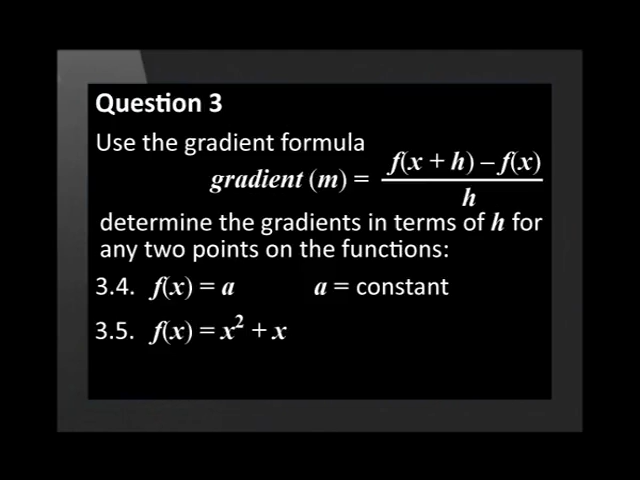 Question 3
Use the gradient formula
gradient (m) = f(x + h) – f(x) / h
determine the gradients in terms of h for
any two points on the functions:
3.4. f(x) = a a = constant
3.5. f(x) = x² + x